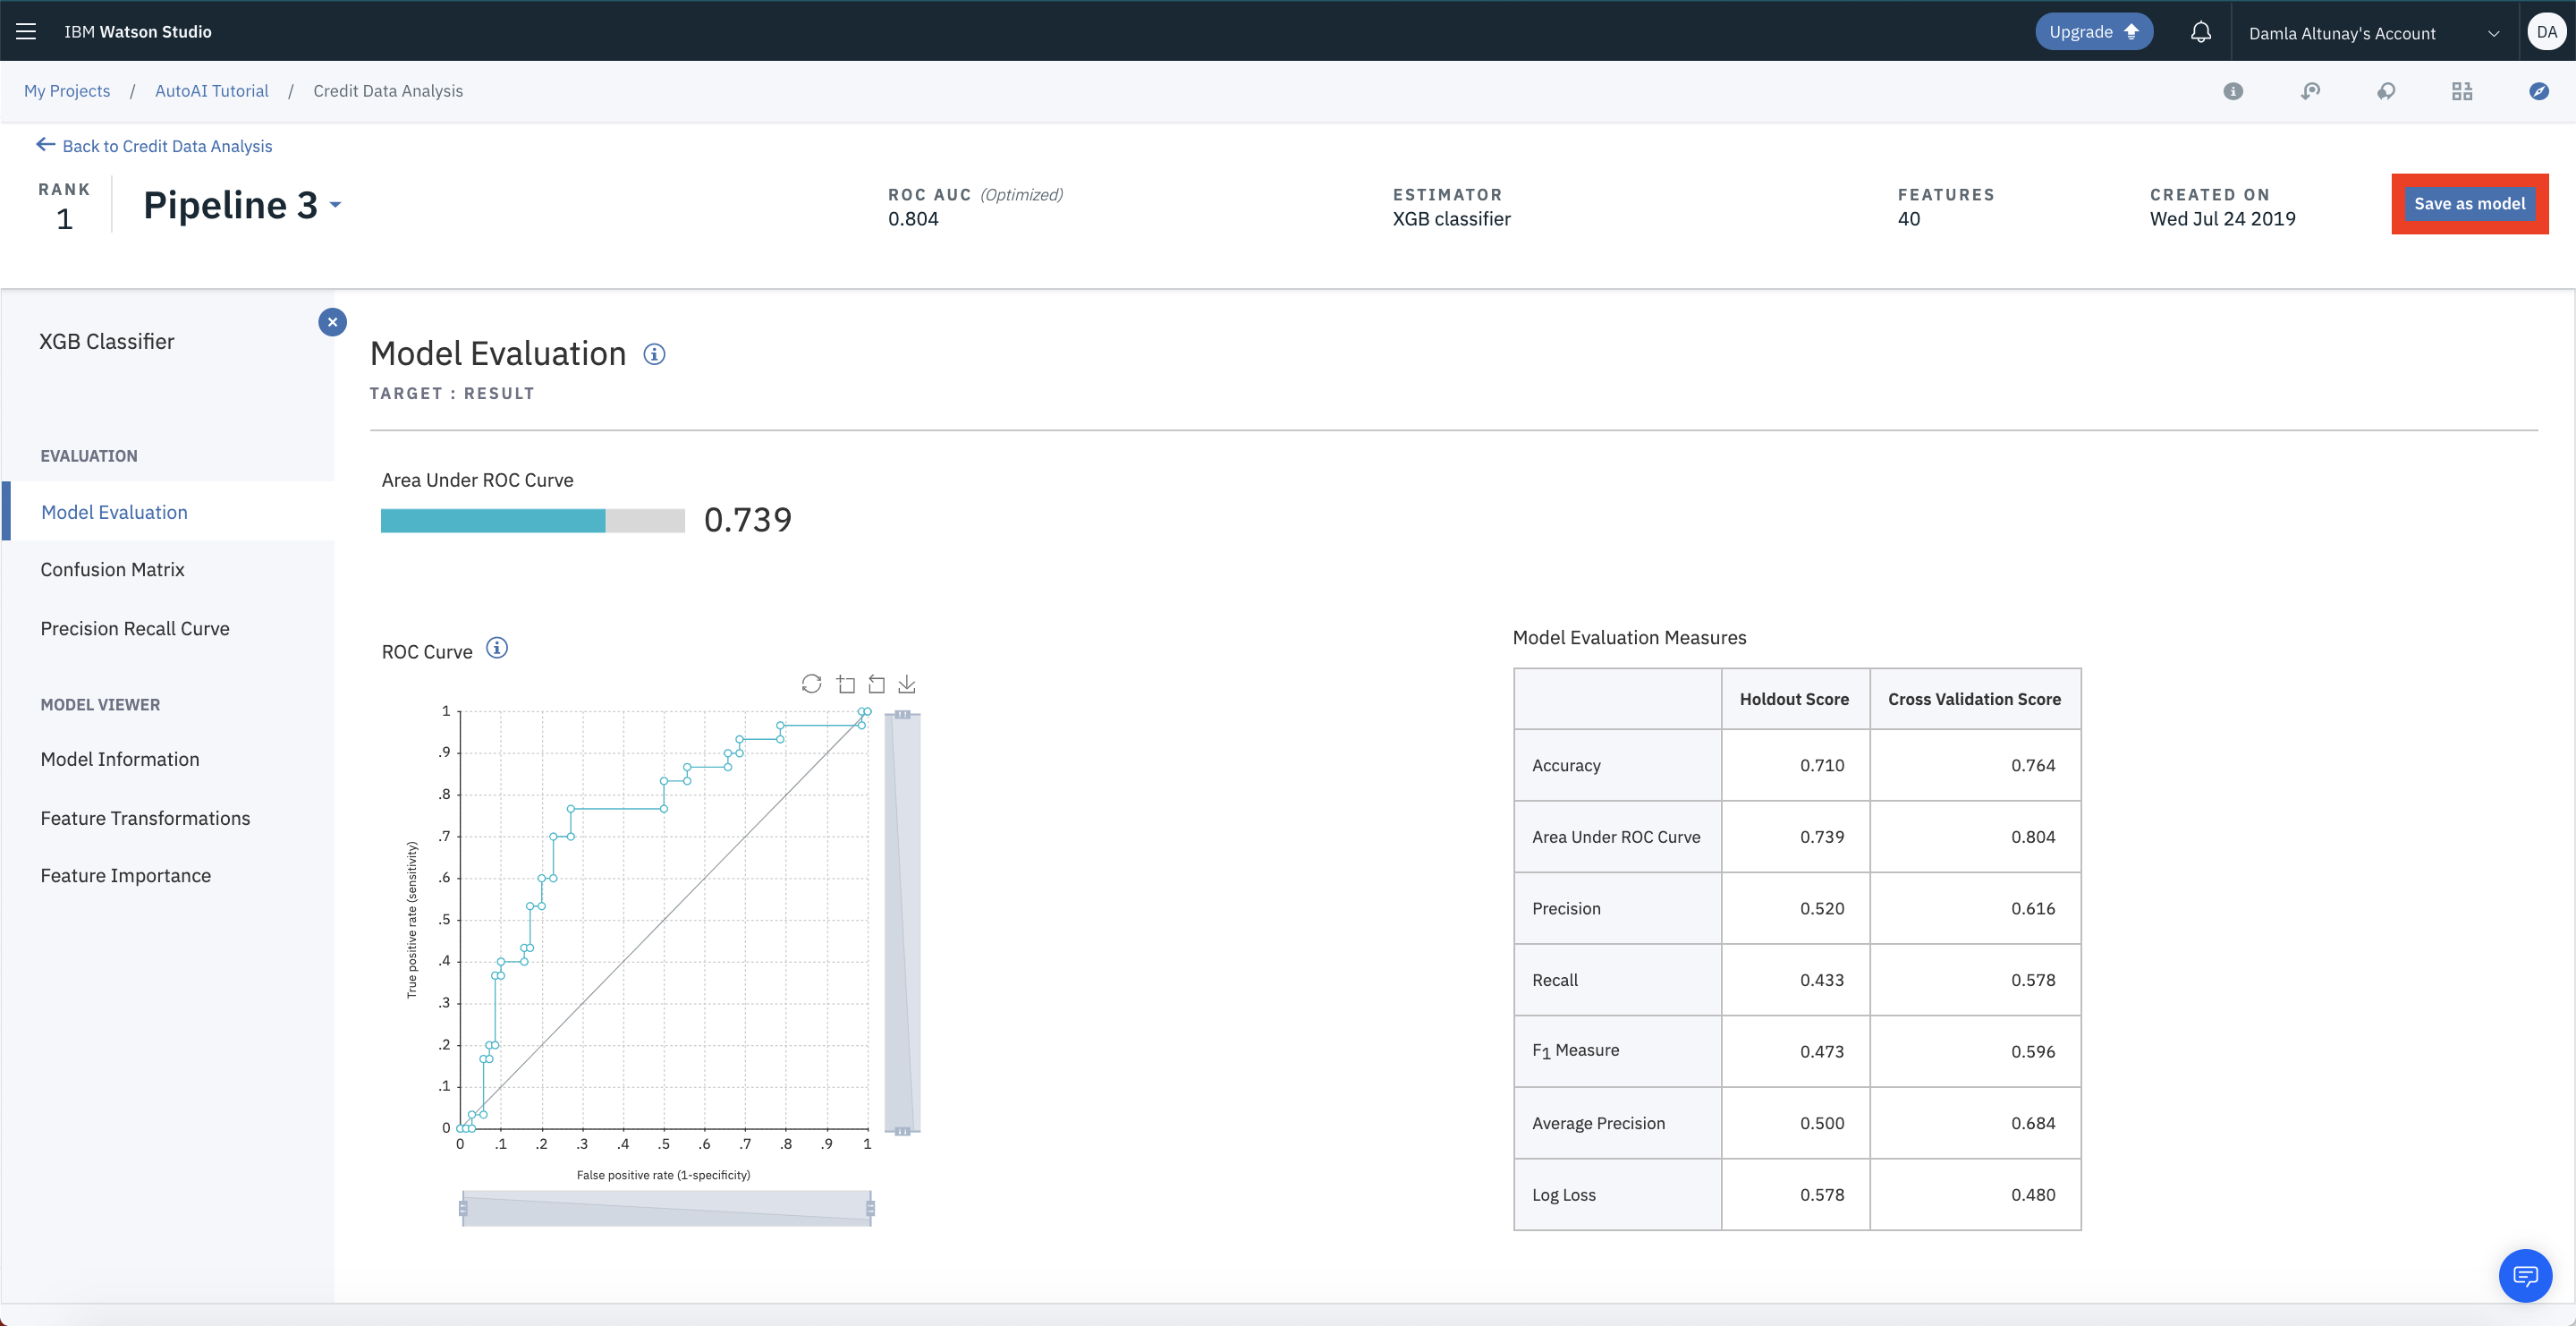 IBM Watson Studio
Upgrade
Damla Altunay's Account
DA
My Projects / AutoAI Tutorial / Credit Data Analysis
Back to Credit Data Analysis
RANK
1
Pipeline 3
ROC AUC (Optimized)
0.804
ESTIMATOR
XGB classifier
FEATURES
40
CREATED ON
Wed Jul 24 2019
Save as model
XGB Classifier
EVALUATION
Model Evaluation
Confusion Matrix
Precision Recall Curve
MODEL VIEWER
Model Information
Feature Transformations
Feature Importance
Model Evaluation
TARGET : RESULT
Area Under ROC Curve
0.739
ROC Curve
1
.9
.8
.7
.6
.5
.4
.3
.2
.1
0
True positive rate (sensitivity)
0 .1 .2 .3 .4 .5 .6 .7 .8 .9 1
False positive rate (1-specificity)
Model Evaluation Measures
Holdout Score Cross Validation Score
Accuracy 0.710 0.764
Area Under ROC Curve 0.739 0.804
Precision 0.520 0.616
Recall 0.433 0.578
F1 Measure 0.473 0.596
Average Precision 0.500 0.684
Log Loss 0.578 0.480